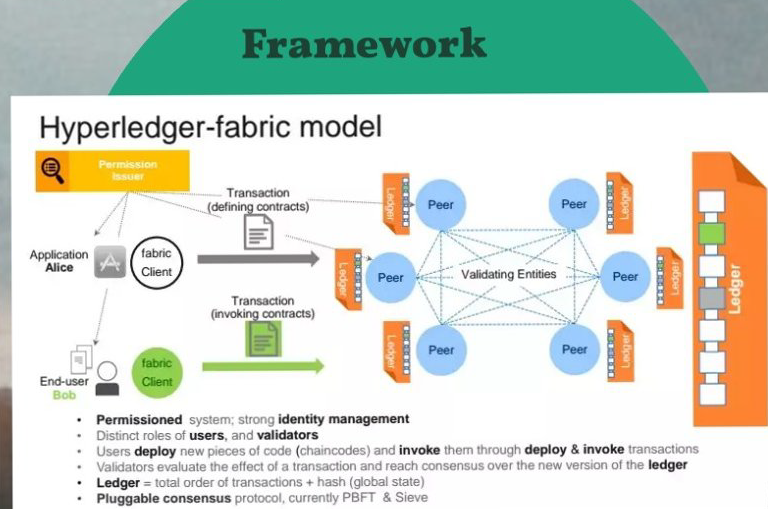 Framework
Hyperledger-fabric model
Permission
Issuer
Transaction
(defining contracts)
Application
Alice
fabric
Client
Transaction
(invoking contracts)
End-user
Bob
fabric
Client
Ledger
Peer
Peer
Ledger
Ledger
Peer
Validating Entities
Peer
Ledger
Ledger
Peer
Peer
Ledger
Ledger
• Permissioned system; strong identity management
• Distinct roles of users, and validators
• Users deploy new pieces of code (chaincodes) and invoke them through deploy & invoke transactions
• Validators evaluate the effect of a transaction and reach consensus over the new version of the ledger
• Ledger = total order of transactions + hash (global state)
• Pluggable consensus protocol, currently PBFT & Sieve